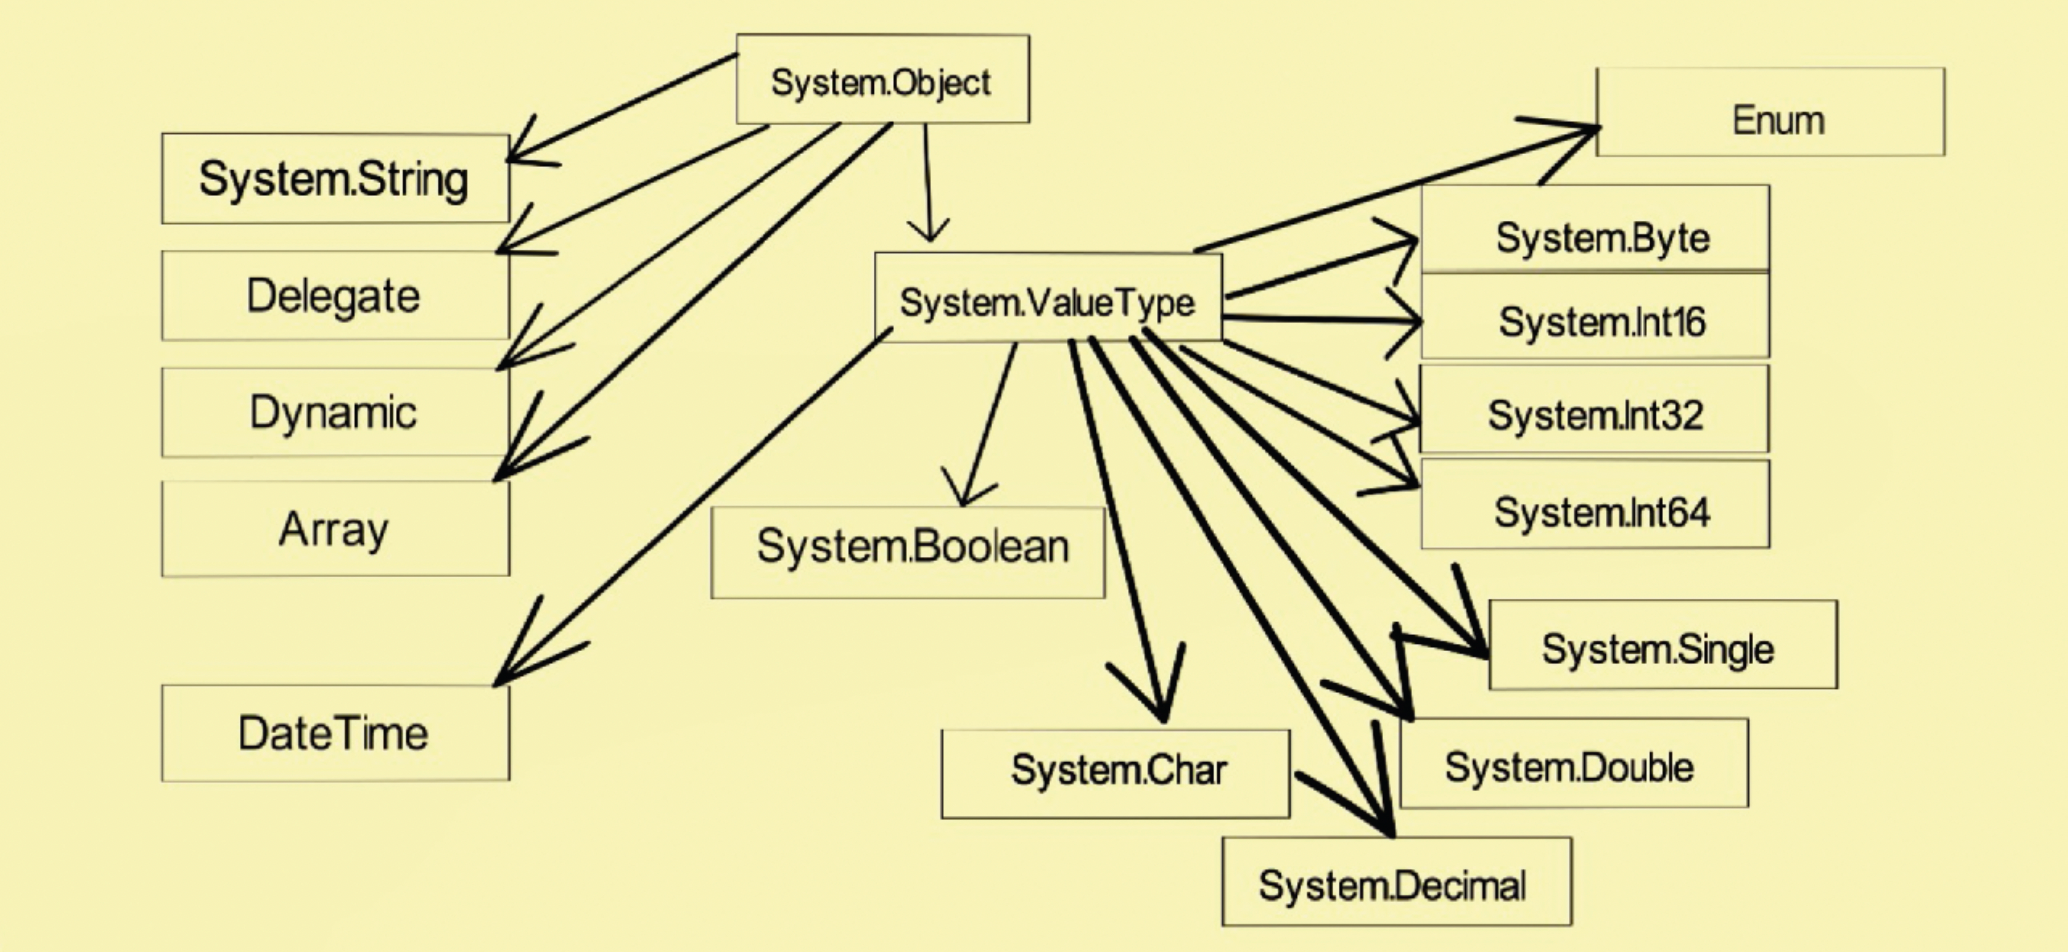 System.Object
Enum
System.String
System.Byte
Delegate
System.ValueType
System.Int16
Dynamic
System.Int32
Array
System.Int64
System.Boolean
System.Single
DateTime
System.Char
System.Double
System.Decimal